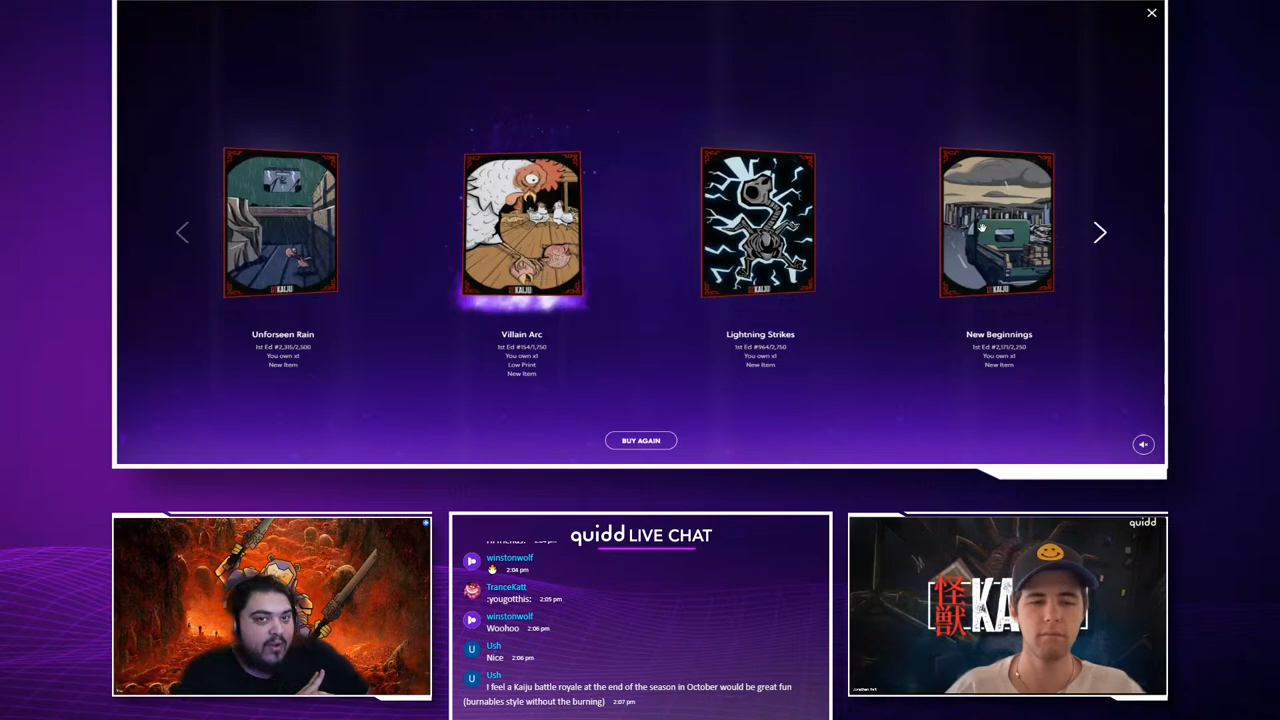 KAIJU
KAIJU
KAIJU
KAIJU
Unforseen Rain
1st Ed #2,315/2,500
You own x1
New Item
Villain Arc
1st Ed #154/1,750
You own x1
Low Print
New Item
Lightning Strikes
1st Ed #964/2,750
You own x1
New Item
New Beginnings
1st Ed #2,171/2,250
You own x1
New Item
BUY AGAIN
quidd LIVE CHAT
winstonwolf
2:04 pm
TranceKatt
:yougotthis: 2:05 pm
winstonwolf
Woohoo 2:06 pm
U Ush
Nice 2:06 pm
U Ush
I feel a Kaiju battle royale at the end of the season in October would be great fun
(burnables style without the burning) 2:07 pm
quidd
怪獣 KA